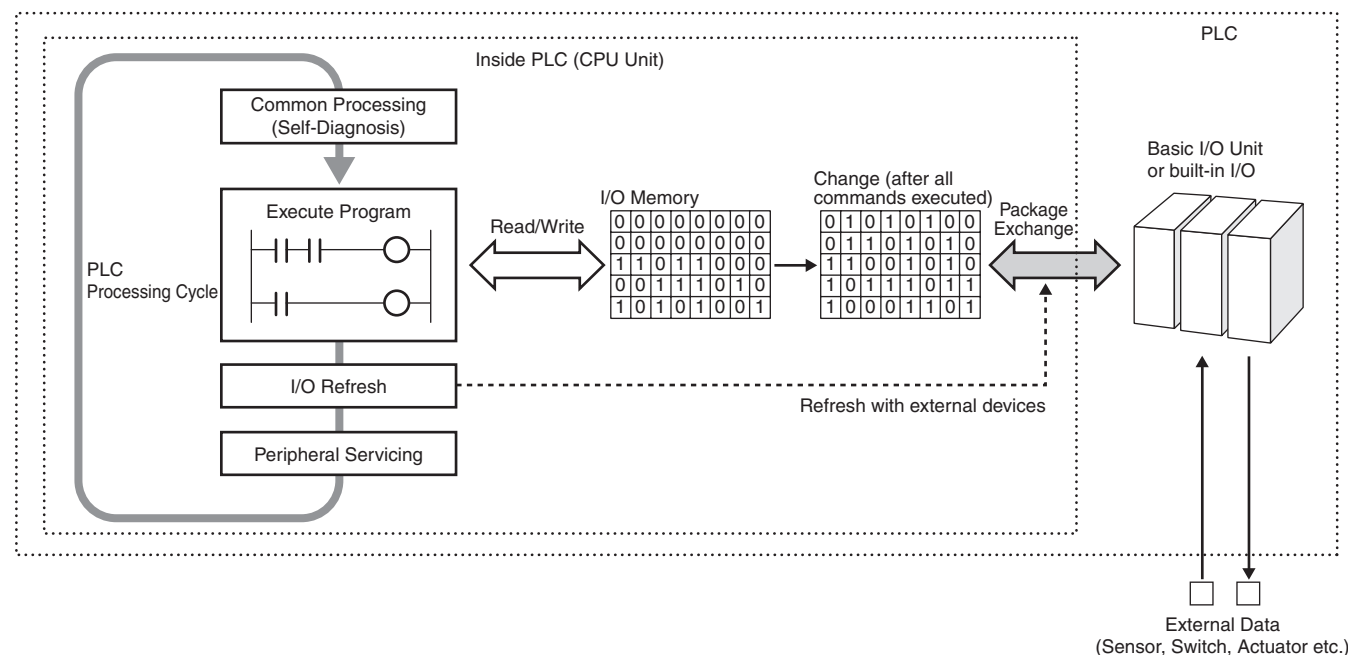 PLC
Inside PLC (CPU Unit)
Common Processing
(Self-Diagnosis)
Execute Program
PLC
Processing Cycle
I/O Refresh
Peripheral Servicing
Read/Write
I/O Memory
0 0 0 0 0 0 0 0
0 0 0 0 0 0 0 0
1 1 0 1 1 0 0 0
0 0 1 1 1 0 1 0
1 0 1 0 1 0 0 1
Change (after all
commands executed)
0 1 0 1 0 1 0 0
0 1 1 0 1 0 1 0
1 1 0 0 1 0 1 0
1 0 1 1 1 0 1 1
1 0 0 0 1 1 0 1
Package
Exchange
Refresh with external devices
Basic I/O Unit
or built-in I/O
External Data
(Sensor, Switch, Actuator etc.)